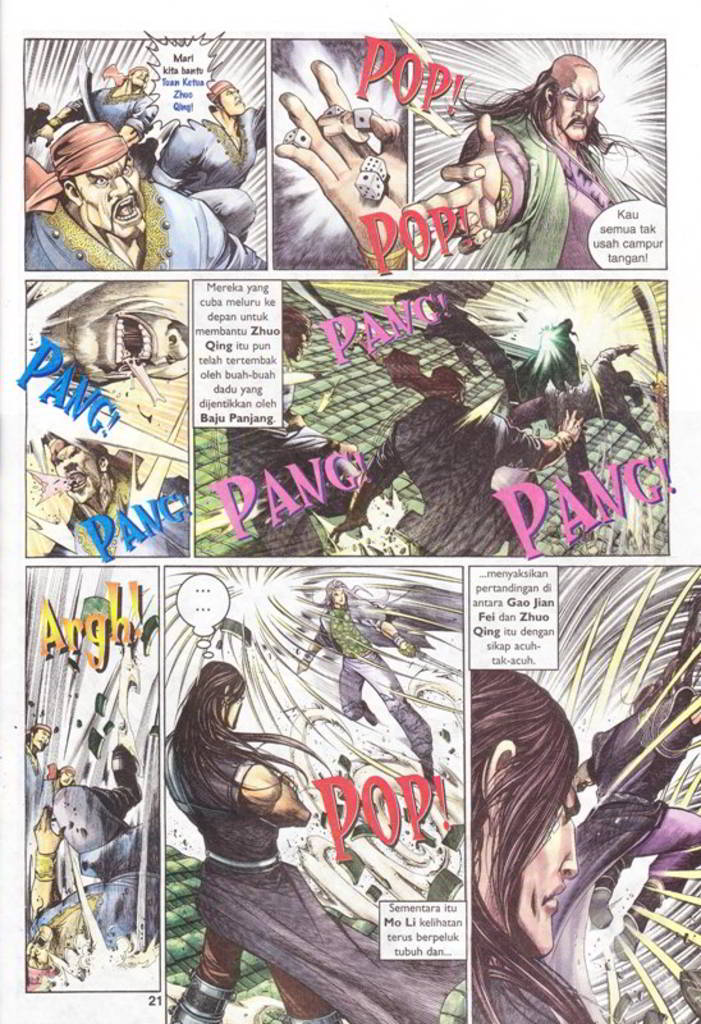 Mari
kita bantu
Tuan Ketua
Zhuo
Qing!
POP!
POP!
Kau
semua tak
usah campur
tangan!
PANG!
PANG!
Mereka yang
cuba meluru ke
depan untuk
membantu Zhuo
Qing itu pun
telah tertembak
oleh buah-buah
dadu yang
dijentikkan oleh
Baju Panjang.
PANG!
PANG!
PANG!
Argh!
...
...
POP!
Sementara itu
Mo Li kelihatan
terus berpeluk
tubuh dan...
...menyaksikan
pertandingan di
antara Gao Jian
Fei dan Zhuo
Qing itu dengan
sikap acuh-
tak-acuh.
21